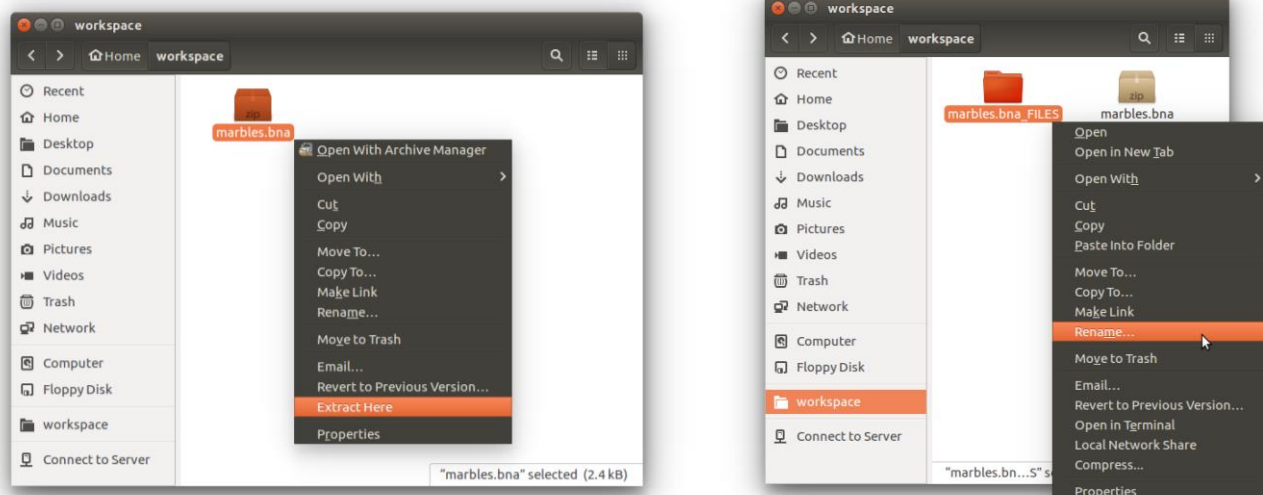 workspace
Home workspace
Recent
Home
Desktop
Documents
Downloads
Music
Pictures
Videos
Trash
Network
Computer
Floppy Disk
workspace
Connect to Server
zip
marbles.bna
Open With Archive Manager
Open With
Cut
Copy
Move To...
Copy To...
Make Link
Rename...
Move to Trash
Email...
Revert to Previous Version...
Extract Here
Properties
"marbles.bna" selected (2.4 kB)
workspace
Home workspace
Recent
Home
Desktop
Documents
Downloads
Music
Pictures
Videos
Trash
Network
Computer
Floppy Disk
workspace
Connect to Server
marbles.bna_FILES
zip
marbles.bna
Open
Open in New Tab
Open With
Cut
Copy
Paste Into Folder
Move To...
Copy To...
Make Link
Rename...
Move to Trash
Email...
Revert to Previous Version...
Open in Terminal
Local Network Share
Compress...
Properties
"marbles.bn...S" s